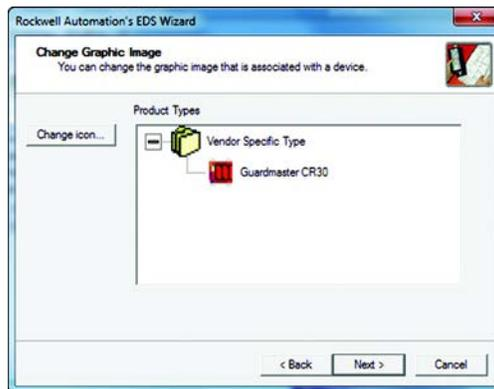 Rockwell Automation's EDS Wizard
Change Graphic Image
You can change the graphic image that is associated with a device.
Product Types
Change icon...
Vendor Specific Type
Guardmaster CR30
< Back Next > Cancel